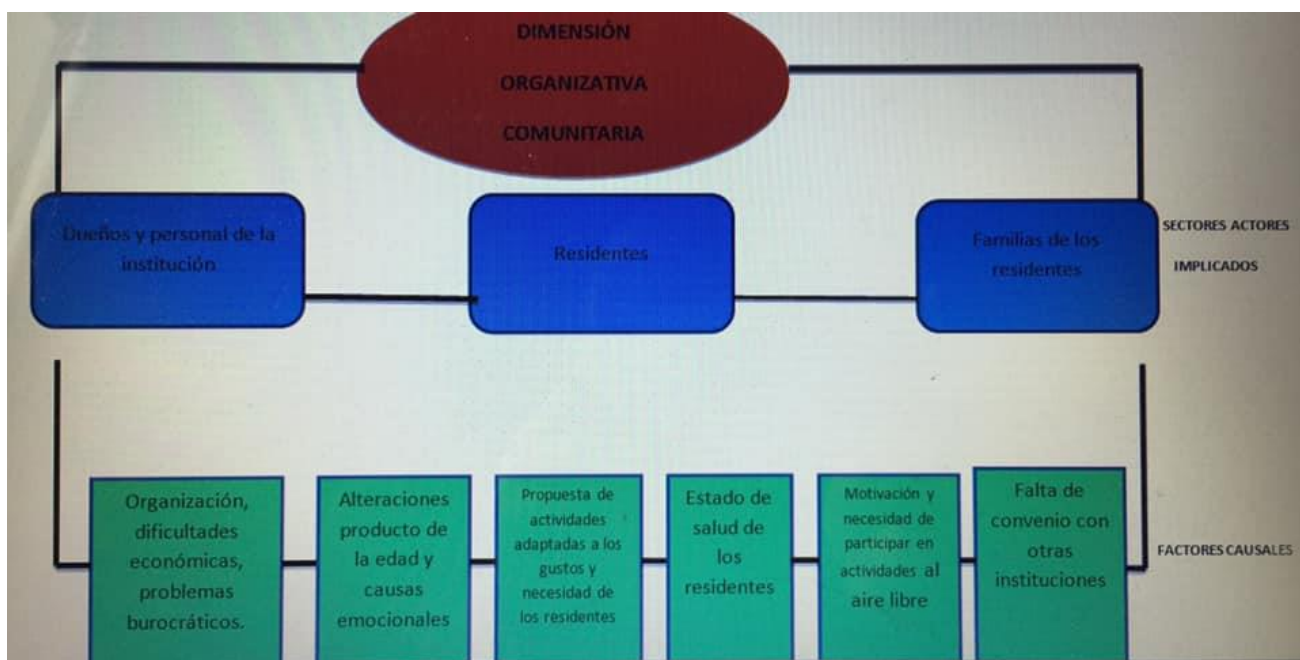 DIMENSIÓN
ORGANIZATIVA
COMUNITARIA
Dueños y personal de la
institución
Residentes
Familias de los
residentes
SECTORES ACTORES
IMPLICADOS
Organización,
dificultades
económicas,
problemas
burocráticos.
Alteraciones
producto de
la edad y
causas
emocionales
Propuesta de
actividades
adaptadas a los
gustos y
necesidad de
los residentes
Estado de
salud de
los
residentes
Motivación y
necesidad de
participar en
actividades al
aire libre
Falta de
convenio con
otras
instituciones
FACTORES CAUSALES